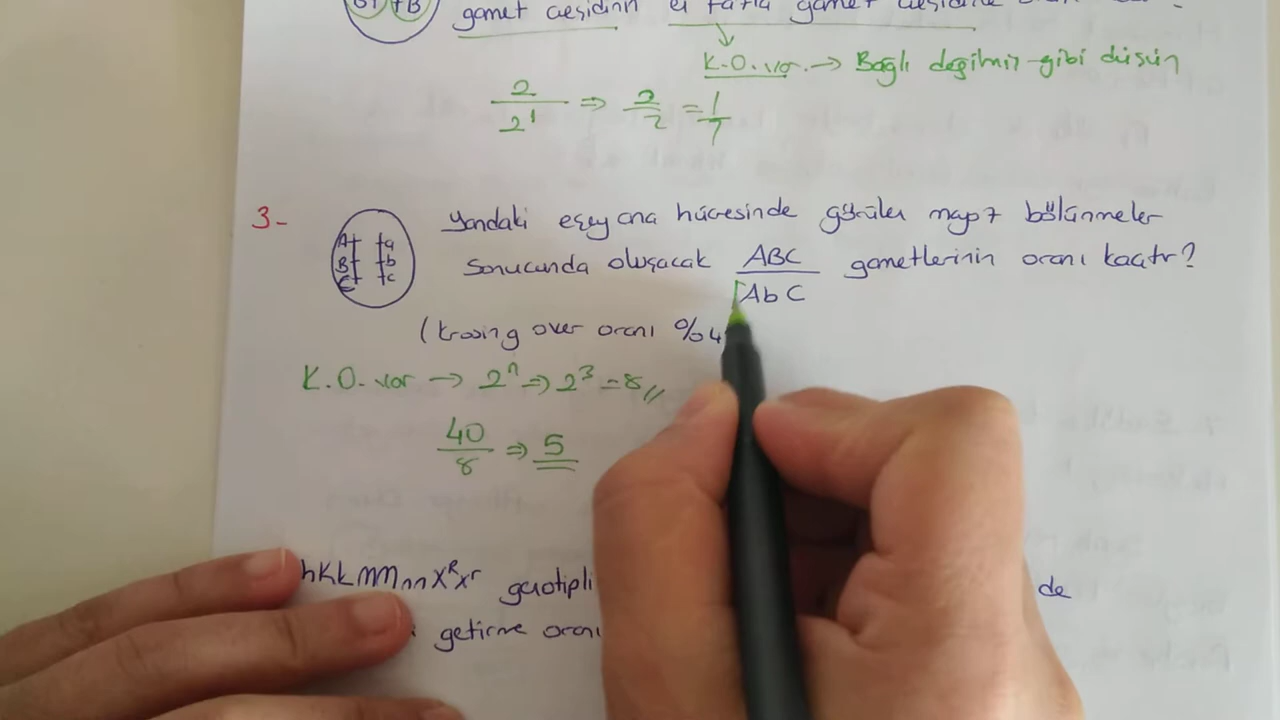 gamet çeşidinin en fazla gamet çeşidine
K.O. var. → Bağlı değilmiş gibi düşün
2/2¹ ⇒ 2/2 = 1/1
3- Yandaki eşey ana hücresinde görülen mayoz bölünmeler
A a
B b
C c
sonucunda oluşacak ABC/AbC gametlerinin oranı kaçtır?
(krosing over oranı %4
K.O. var → 2ⁿ ⇒ 2³ = 8//
40/8 ⇒ 5
hKkMMnnXᴿXʳ genotipli de
getirme oranı